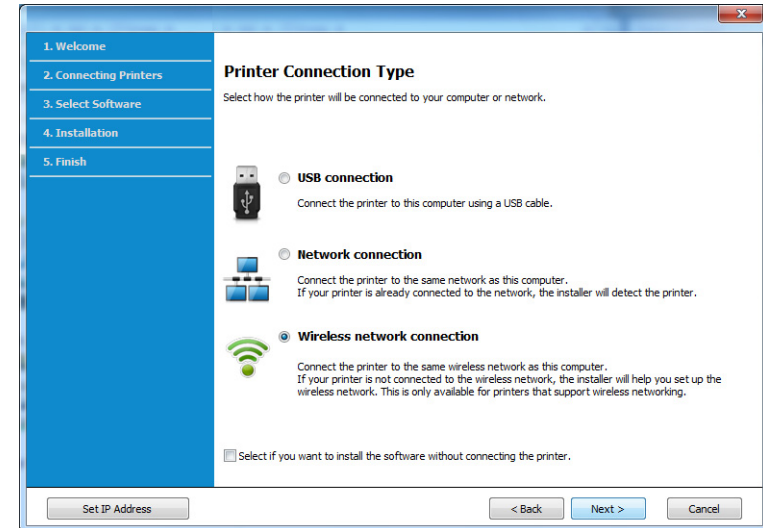 1. Welcome
2. Connecting Printers
3. Select Software
4. Installation
5. Finish
Printer Connection Type
Select how the printer will be connected to your computer or network.
USB connection
Connect the printer to this computer using a USB cable.
Network connection
Connect the printer to the same network as this computer.
If your printer is already connected to the network, the installer will detect the printer.
Wireless network connection
Connect the printer to the same wireless network as this computer.
If your printer is not connected to the wireless network, the installer will help you set up the
wireless network. This is only available for printers that support wireless networking.
Select if you want to install the software without connecting the printer.
Set IP Address
< Back
Next >
Cancel